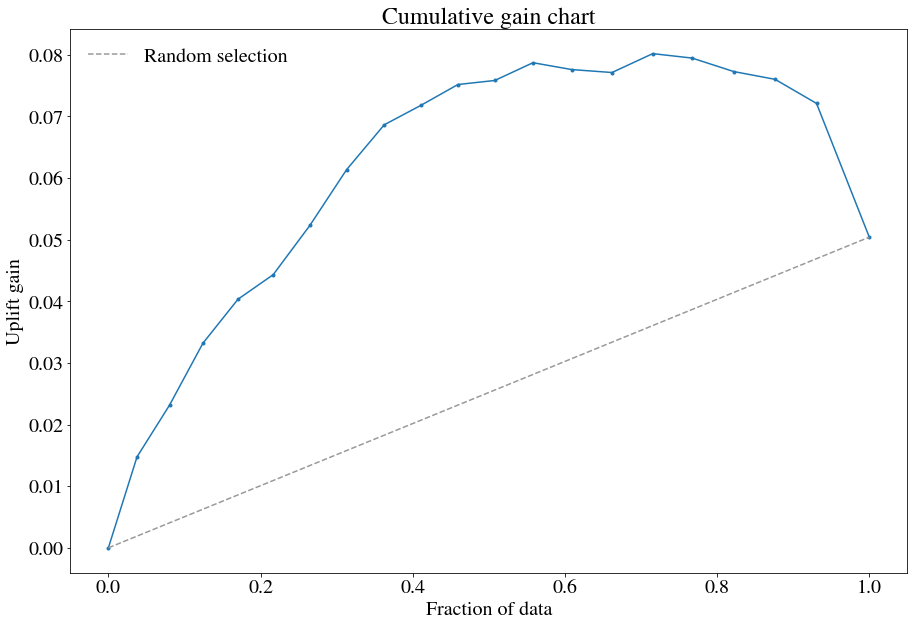 Cumulative gain chart
Random selection
0.08
0.07
0.06
0.05
0.04
0.03
0.02
0.01
0.00
Uplift gain
0.0 0.2 0.4 0.6 0.8 1.0
Fraction of data